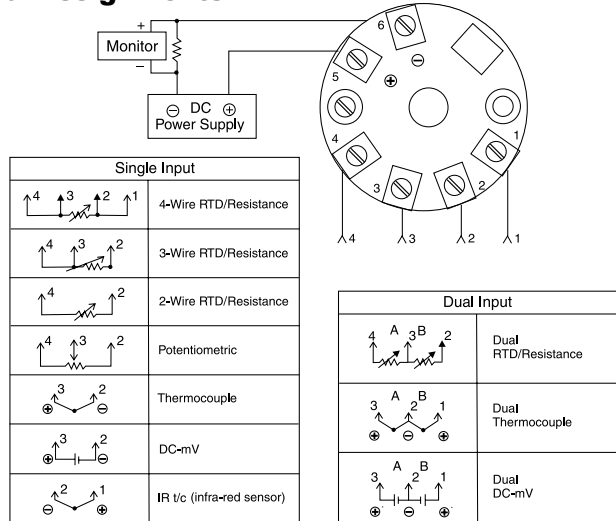 +
Monitor
−
⊖ DC ⊕
Power Supply
6
5
⊕
⊖
4
3
2
1
4 3 2 1
Single Input
4 3 2 1
4-Wire RTD/Resistance
4 3 2
3-Wire RTD/Resistance
4 2
2-Wire RTD/Resistance
4 3 2
Potentiometric
3 2
⊕ ⊖
Thermocouple
3 2
⊕ ⊖
DC-mV
2 1
⊖ ⊕
IR t/c (infra-red sensor)
Dual Input
4 A 3 B 2
Dual
RTD/Resistance
A B
3 2 1
⊕ ⊖ ⊕
Dual
Thermocouple
A B
3 2 1
⊕ ⊖ ⊕
Dual
DC-mV